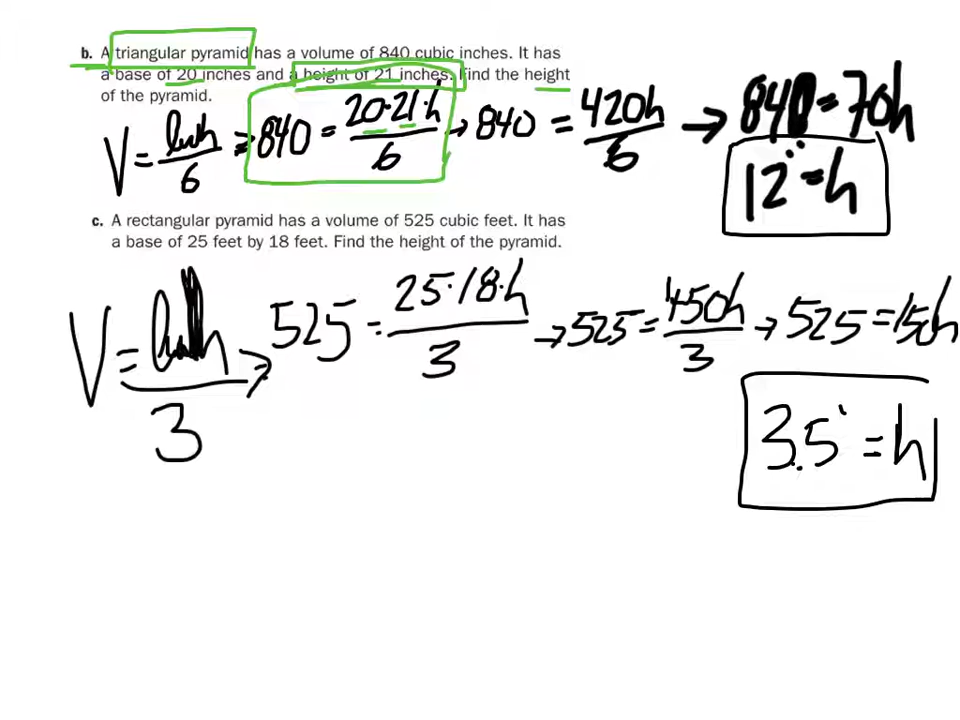 b. A triangular pyramid has a volume of 840 cubic inches. It has
a base of 20 inches and a height of 21 inches. Find the height
of the pyramid.
V = lwh/6 → 840 = 20·21·h/6 → 840 = 420h/6 → 840 = 70h
12" = h
c. A rectangular pyramid has a volume of 525 cubic feet. It has
a base of 25 feet by 18 feet. Find the height of the pyramid.
V = lwh/3 → 525 = 25·18·h/3 → 525 = 450h/3 → 525 = 150h
3.5' = h